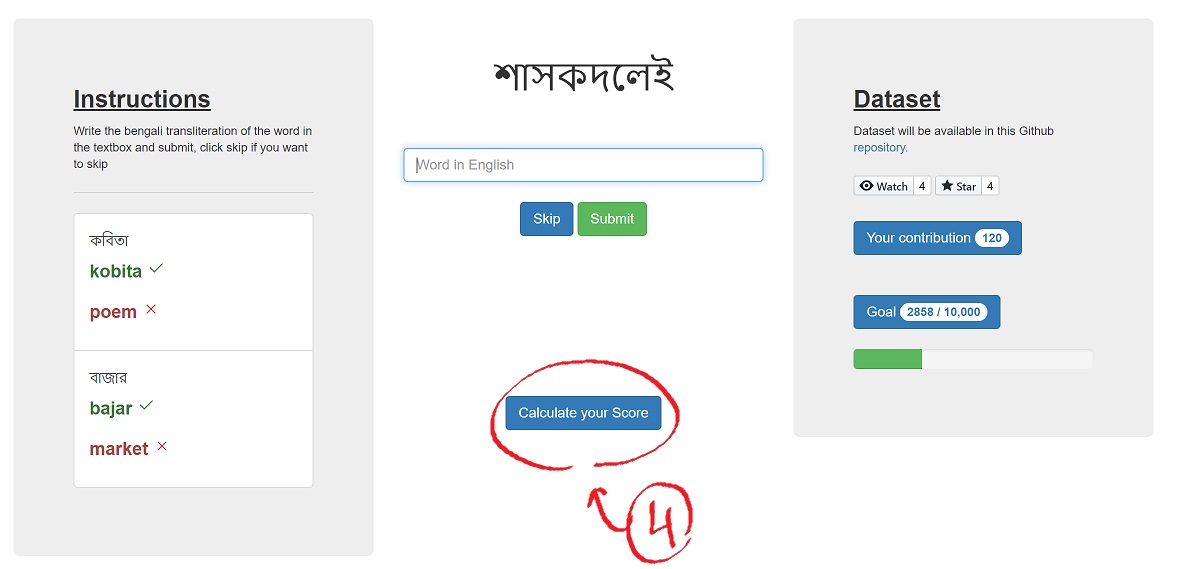 Instructions
Write the bengali transliteration of the word in
the textbox and submit, click skip if you want
to skip
কবিতা
kobita
poem
বাজার
bajar
market
শাসকদলেই
Word in English
Skip Submit
Calculate your Score
4
Dataset
Dataset will be available in this Github
repository.
Watch 4 Star 4
Your contribution 120
Goal 2858 / 10,000